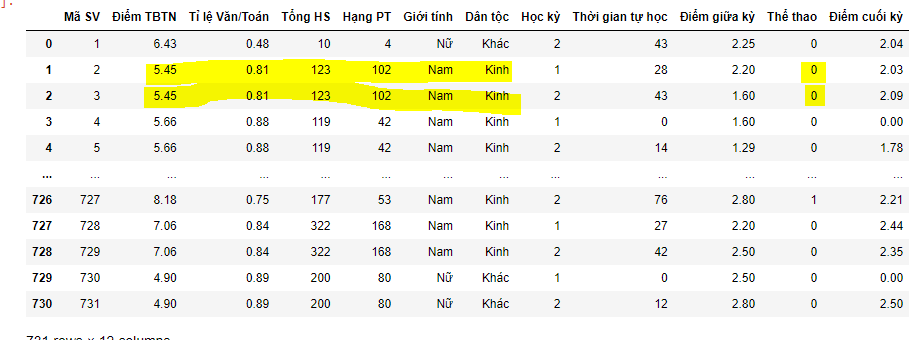 ].
Mã SV Điểm TBTN Tỉ lệ Văn/Toán Tổng HS Hạng PT Giới tính Dân tộc Học kỳ Thời gian tự học Điểm giữa kỳ Thể thao Điểm cuối kỳ
0 1 6.43 0.48 10 4 Nữ Khác 2 43 2.25 0 2.04
1 2 5.45 0.81 123 102 Nam Kinh 1 28 2.20 0 2.03
2 3 5.45 0.81 123 102 Nam Kinh 2 43 1.60 0 2.09
3 4 5.66 0.88 119 42 Nam Kinh 1 0 1.60 0 0.00
4 5 5.66 0.88 119 42 Nam Kinh 2 14 1.29 0 1.78
... ... ... ... ... ... ... ... ... ... ... ... ...
726 727 8.18 0.75 177 53 Nam Kinh 2 76 2.80 1 2.21
727 728 7.06 0.84 322 168 Nam Kinh 1 27 2.20 0 2.44
728 729 7.06 0.84 322 168 Nam Kinh 2 42 2.50 0 2.35
729 730 4.90 0.89 200 80 Nữ Khác 1 0 2.50 0 0.00
730 731 4.90 0.89 200 80 Nữ Khác 2 12 2.80 0 2.50
731 rows × 12 columns